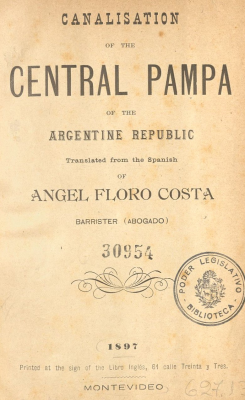 CANALISATION
OF THE
CENTRAL PAMPA
OF THE
ARGENTINE REPUBLIC
Translated from the Spanish
OF
ANGEL FLORO COSTA
BARRISTER (ABOGADO)
30954
PODER LEGISLATIVO
BIBLIOTECA
1897
Printed at the sign of the Libro Inglés, 61 calle Treinta y Tres.
MONTEVIDEO